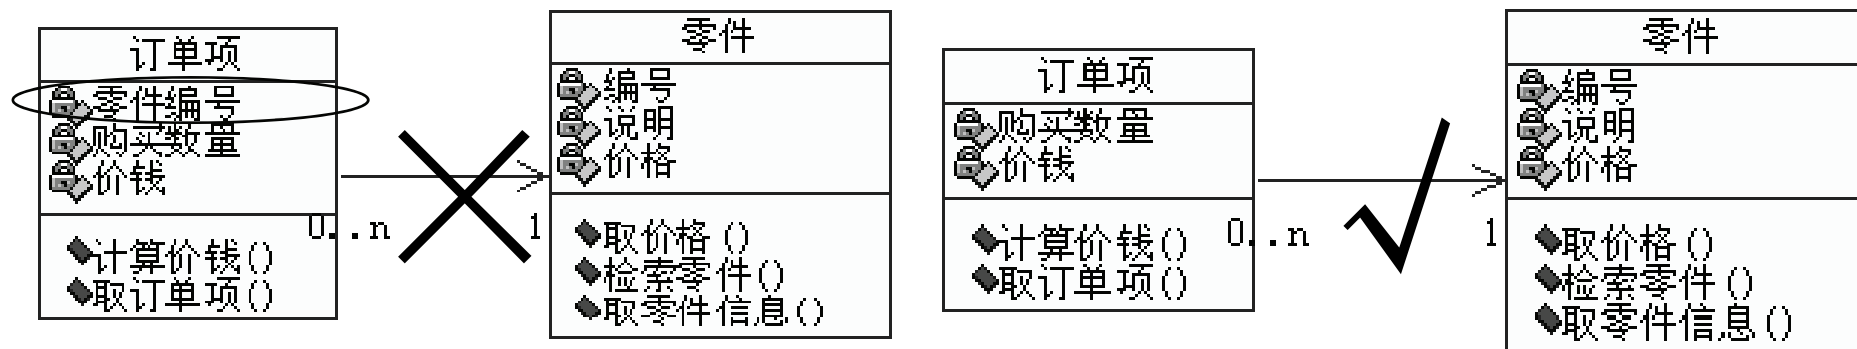 订单项
零件编号
购买数量
价钱
计算价钱()
取订单项()
0..n
1
零件
编号
说明
价格
取价格()
检索零件()
取零件信息()
订单项
购买数量
价钱
计算价钱()
取订单项()
0..n
1
零件
编号
说明
价格
取价格()
检索零件()
取零件信息()